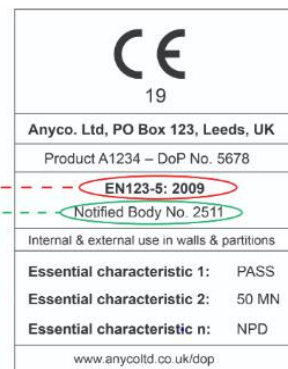 CE
19
Anyco. Ltd, PO Box 123, Leeds, UK
Product A1234 – DoP No. 5678
EN123-5: 2009
Notified Body No. 2511
Internal & external use in walls & partitions
Essential characteristic 1: PASS
Essential characteristic 2: 50 MN
Essential characteristic n: NPD
www.anycoltd.co.uk/dop